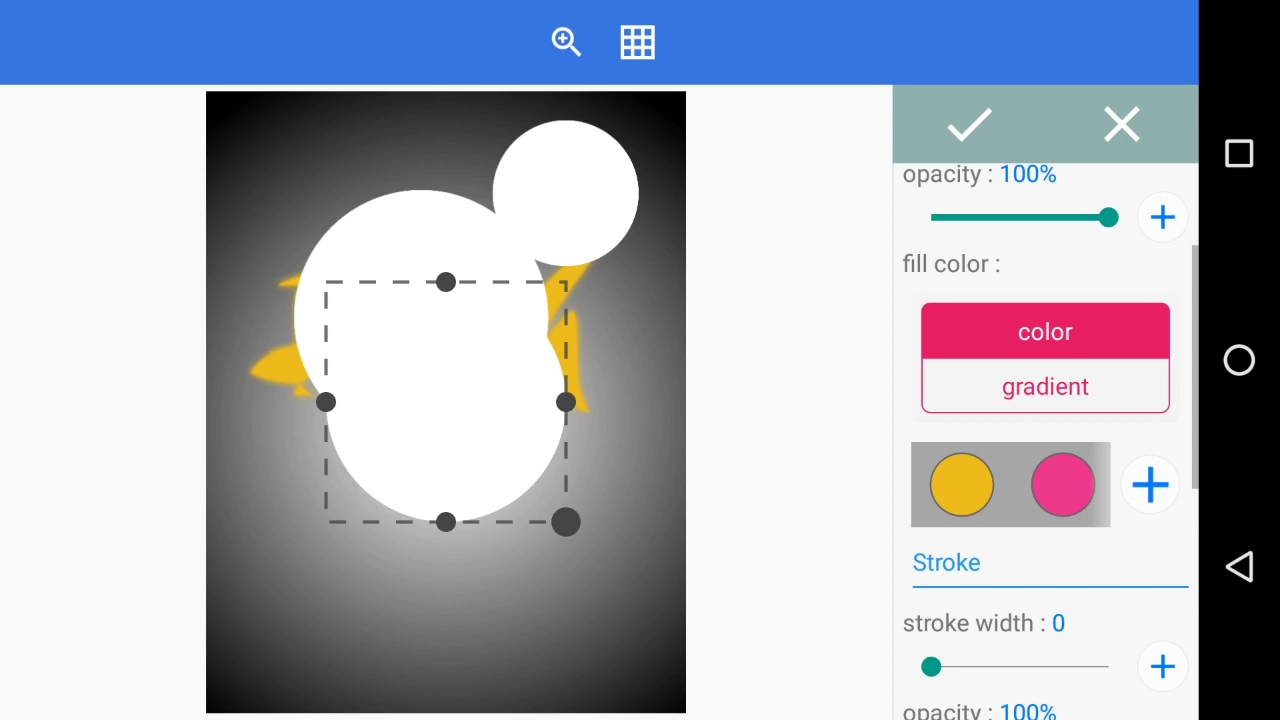 opacity : 100%
fill color :
color
gradient
Stroke
stroke width : 0
opacity : 100%